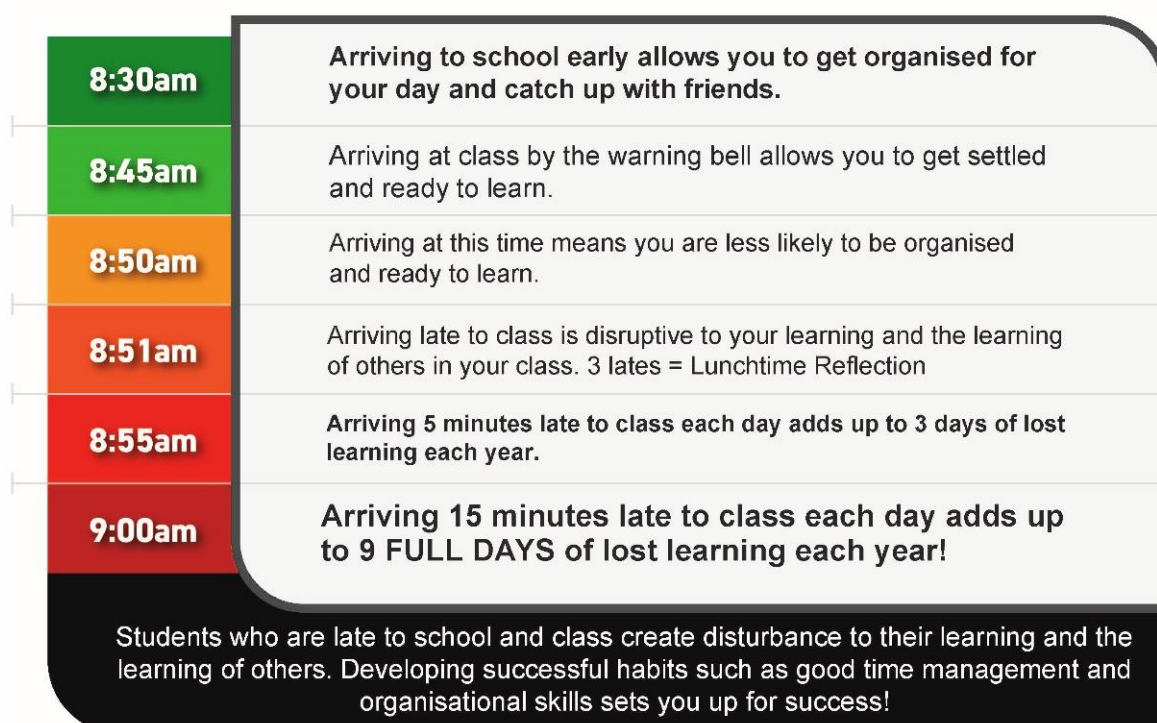 8:30am
Arriving to school early allows you to get organised for
your day and catch up with friends.
8:45am
Arriving at class by the warning bell allows you to get settled
and ready to learn.
8:50am
Arriving at this time means you are less likely to be organised
and ready to learn.
8:51am
Arriving late to class is disruptive to your learning and the learning
of others in your class. 3 lates = Lunchtime Reflection
8:55am
Arriving 5 minutes late to class each day adds up to 3 days of lost
learning each year.
9:00am
Arriving 15 minutes late to class each day adds up
to 9 FULL DAYS of lost learning each year!
Students who are late to school and class create disturbance to their learning and the
learning of others. Developing successful habits such as good time management and
organisational skills sets you up for success!